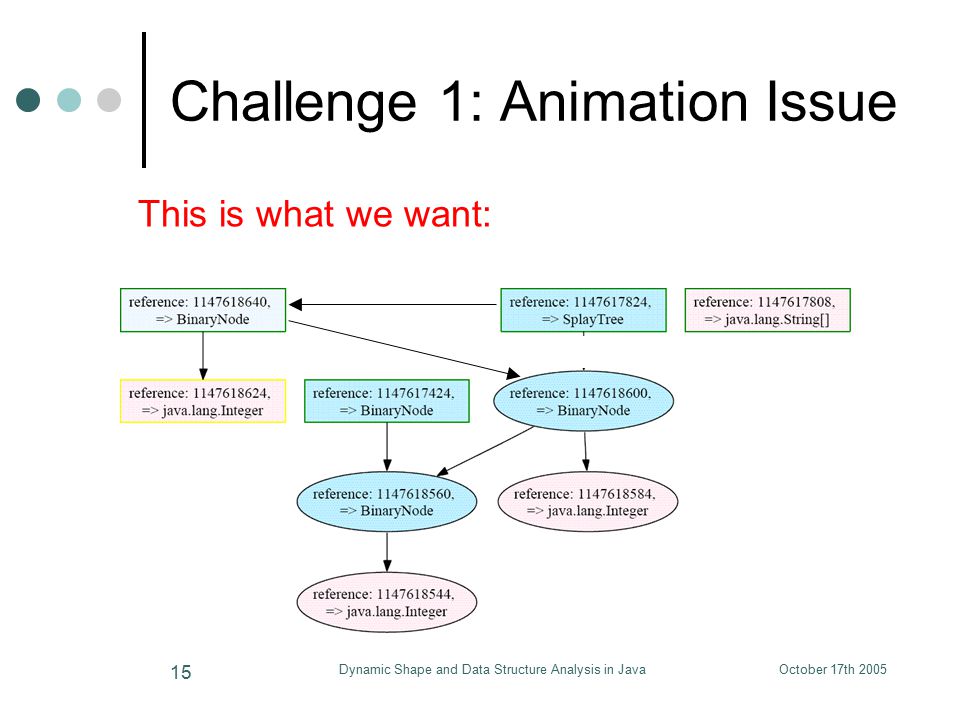 Challenge 1: Animation Issue
This is what we want:
reference: 1147618640,
=> BinaryNode
reference: 1147617824,
=> SplayTree
reference: 1147617808,
=> java.lang.String[]
reference: 1147618624,
=> java.lang.Integer
reference: 1147617424,
=> BinaryNode
reference: 1147618600,
=> BinaryNode
reference: 1147618560,
=> BinaryNode
reference: 1147618584,
=> java.lang.Integer
reference: 1147618544,
=> java.lang.Integer
15
Dynamic Shape and Data Structure Analysis in Java
October 17th 2005